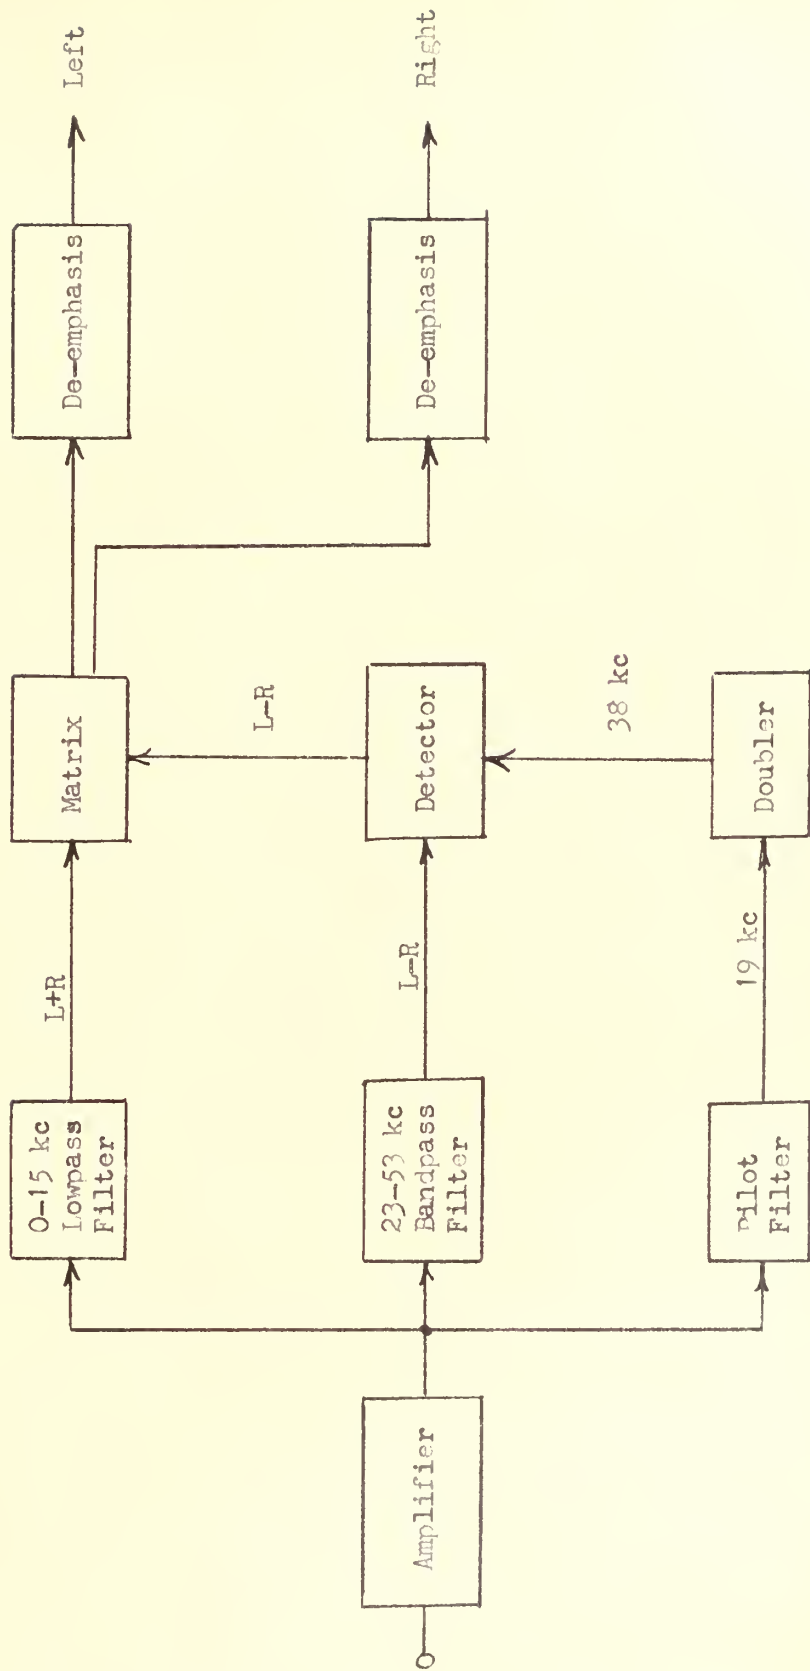 Amplifier
0-15 kc
Lowpass
Filter
L+R
Matrix
De-emphasis
Left
23-53 kc
Bandpass
Filter
L-R
Detector
L-R
De-emphasis
Right
Pilot
Filter
19 kc
Doubler
38 kc